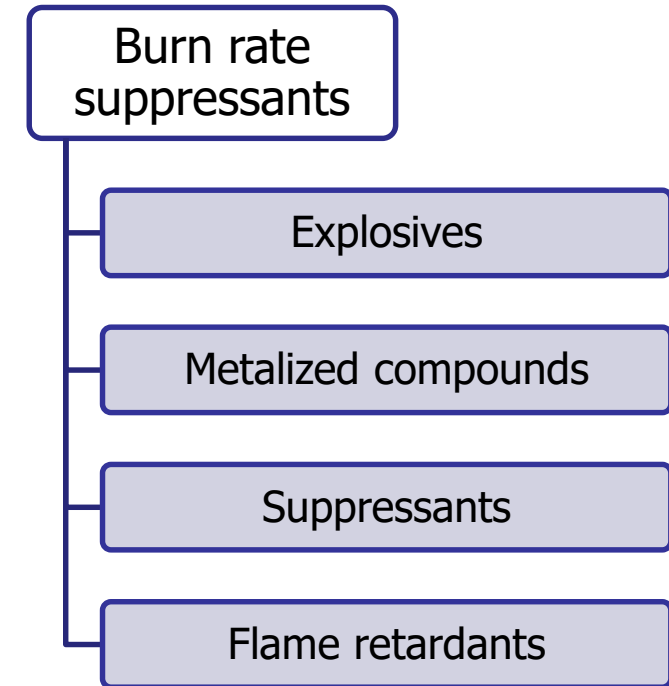 Burn rate
suppressants
Explosives
Metalized compounds
Suppressants
Flame retardants